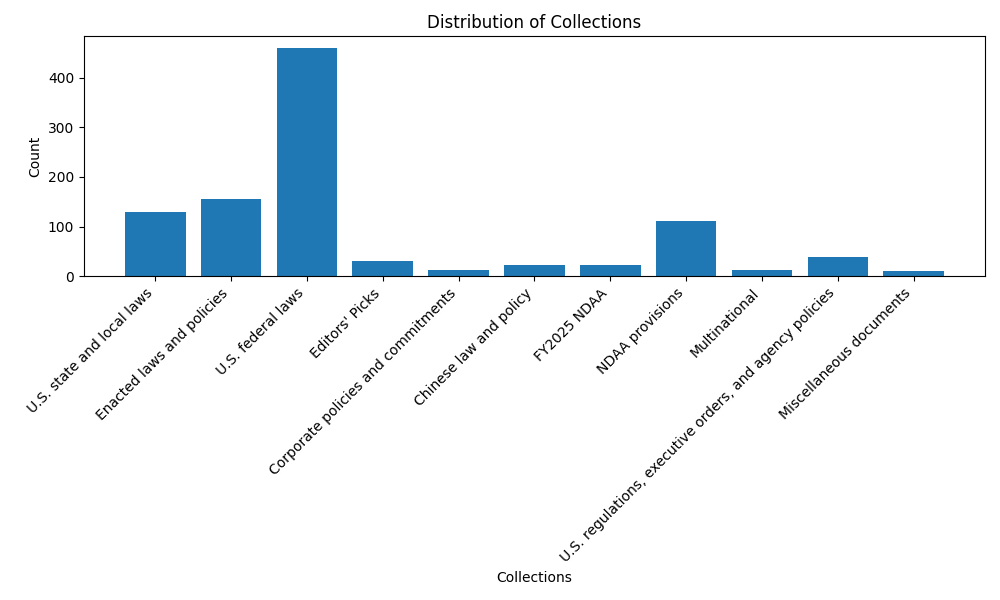 Distribution of Collections
Count
400
300
200
100
0
U.S. state and local laws
Enacted laws and policies
U.S. federal laws
Editors' Picks
Corporate policies and commitments
Chinese law and policy
FY2025 NDAA
NDAA provisions
Multinational
U.S. regulations, executive orders, and agency policies
Miscellaneous documents
Collections